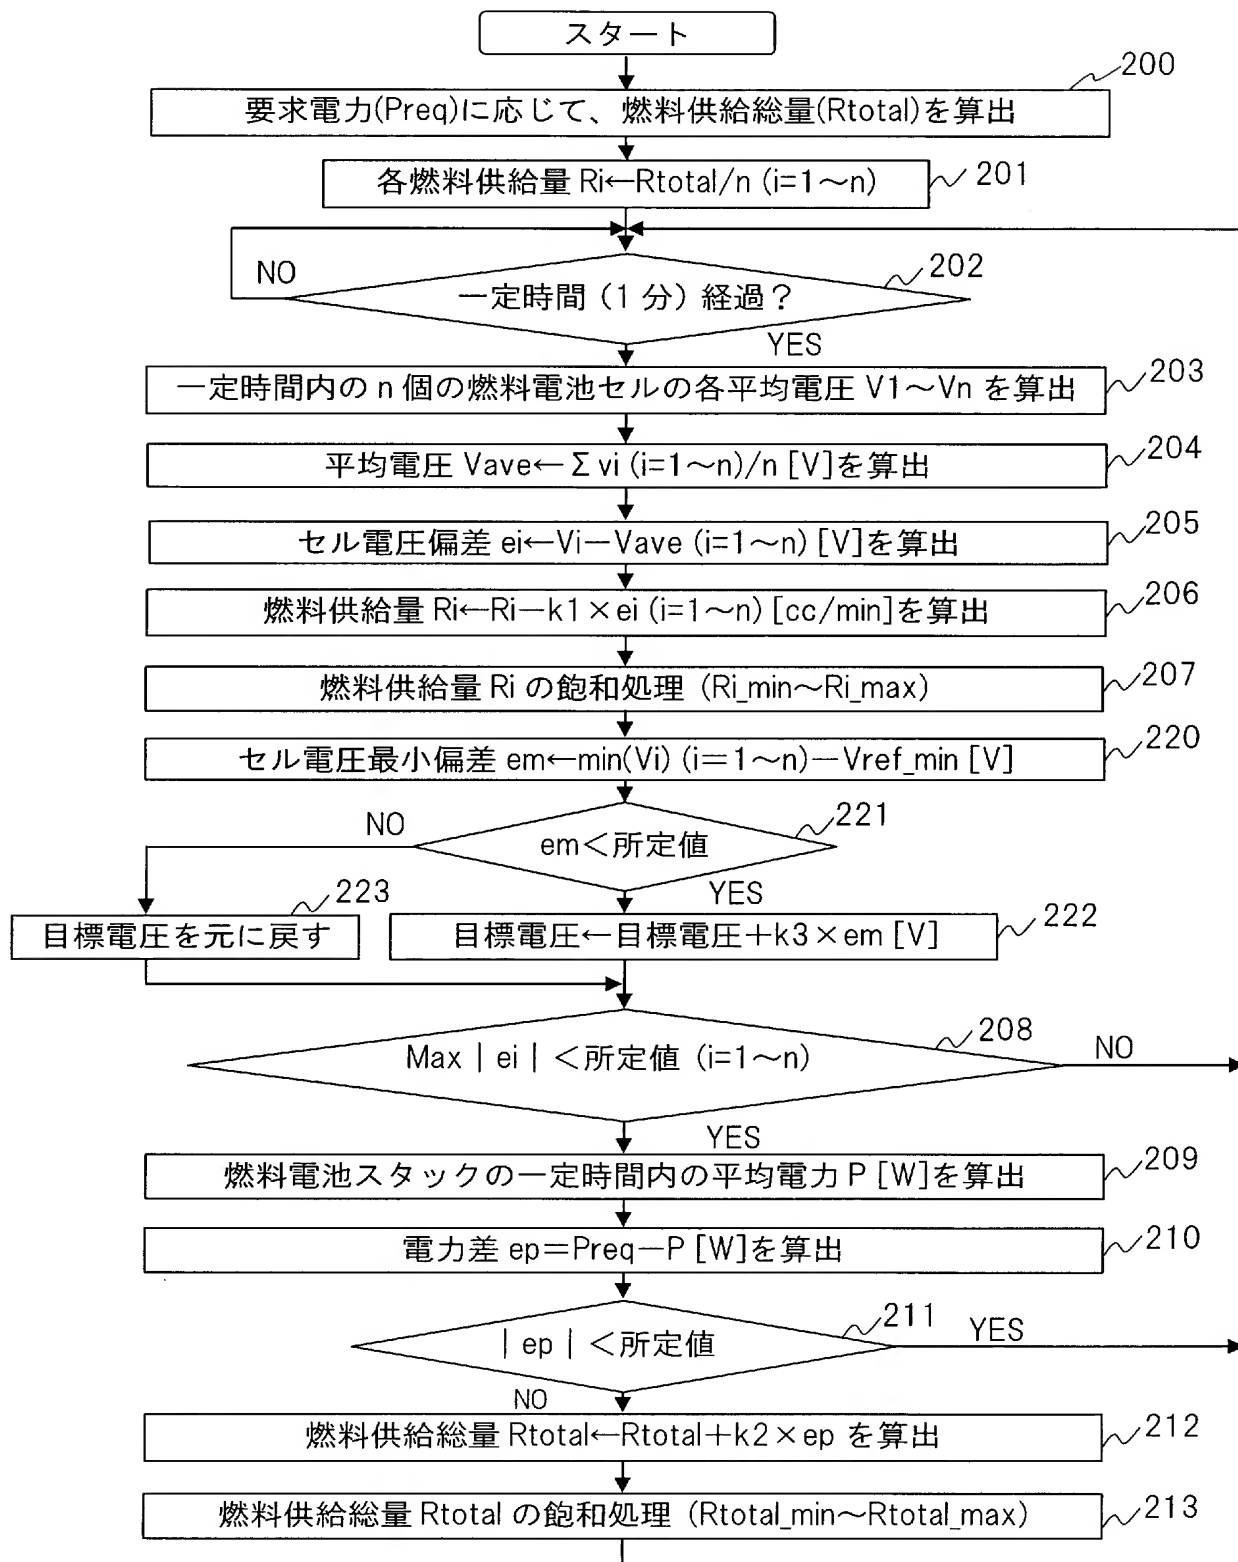 スタート
200
要求電力(Preq)に応じて、燃料供給総量(Rtotal)を算出
各燃料供給量 Ri←Rtotal/n (i=1～n)
201
NO
202
一定時間 (1 分) 経過？
YES
一定時間内の n 個の燃料電池セルの各平均電圧 V1～Vn を算出
203
平均電圧 Vave←Σ vi (i=1～n)/n [V]を算出
204
セル電圧偏差 ei←Vi－Vave (i=1～n) [V]を算出
205
燃料供給量 Ri←Ri－k1×ei (i=1～n) [cc/min]を算出
206
燃料供給量 Ri の飽和処理 (Ri_min～Ri_max)
207
セル電圧最小偏差 em←min(Vi) (i＝1～n)－Vref_min [V]
220
NO
221
em＜所定値
YES
223
目標電圧を元に戻す
目標電圧←目標電圧＋k3×em [V]
222
208
Max｜ei｜＜所定値 (i=1～n)
NO
YES
燃料電池スタックの一定時間内の平均電力 P [W]を算出
209
電力差 ep＝Preq－P [W]を算出
210
211
｜ep｜＜所定値
YES
NO
燃料供給総量 Rtotal←Rtotal＋k2×ep を算出
212
燃料供給総量 Rtotal の飽和処理 (Rtotal_min～Rtotal_max)
213